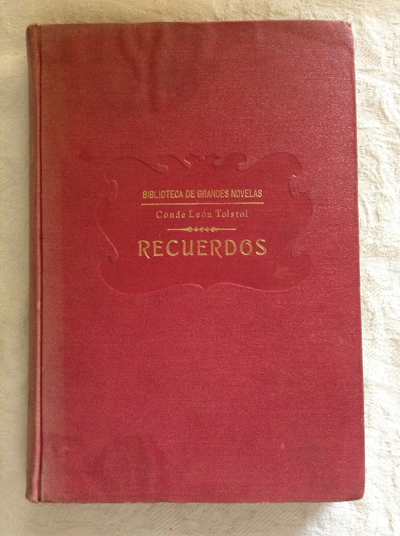 BIBLIOTECA DE GRANDES NOVELAS
Conde León Tolstoi
RECUERDOS